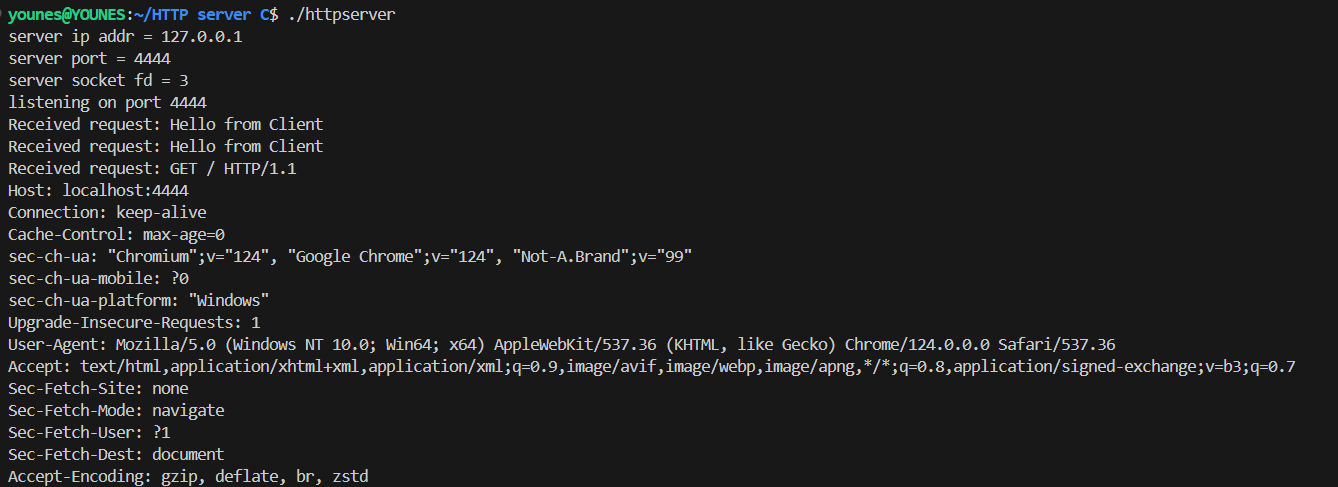 younes@YOUNES:~/HTTP server C$ ./httpserver
server ip addr = 127.0.0.1
server port = 4444
server socket fd = 3
listening on port 4444
Received request: Hello from Client
Received request: Hello from Client
Received request: GET / HTTP/1.1
Host: localhost:4444
Connection: keep-alive
Cache-Control: max-age=0
sec-ch-ua: "Chromium";v="124", "Google Chrome";v="124", "Not-A.Brand";v="99"
sec-ch-ua-mobile: ?0
sec-ch-ua-platform: "Windows"
Upgrade-Insecure-Requests: 1
User-Agent: Mozilla/5.0 (Windows NT 10.0; Win64; x64) AppleWebKit/537.36 (KHTML, like Gecko) Chrome/124.0.0.0 Safari/537.36
Accept: text/html,application/xhtml+xml,application/xml;q=0.9,image/avif,image/webp,image/apng,*/*;q=0.8,application/signed-exchange;v=b3;q=0.7
Sec-Fetch-Site: none
Sec-Fetch-Mode: navigate
Sec-Fetch-User: ?1
Sec-Fetch-Dest: document
Accept-Encoding: gzip, deflate, br, zstd